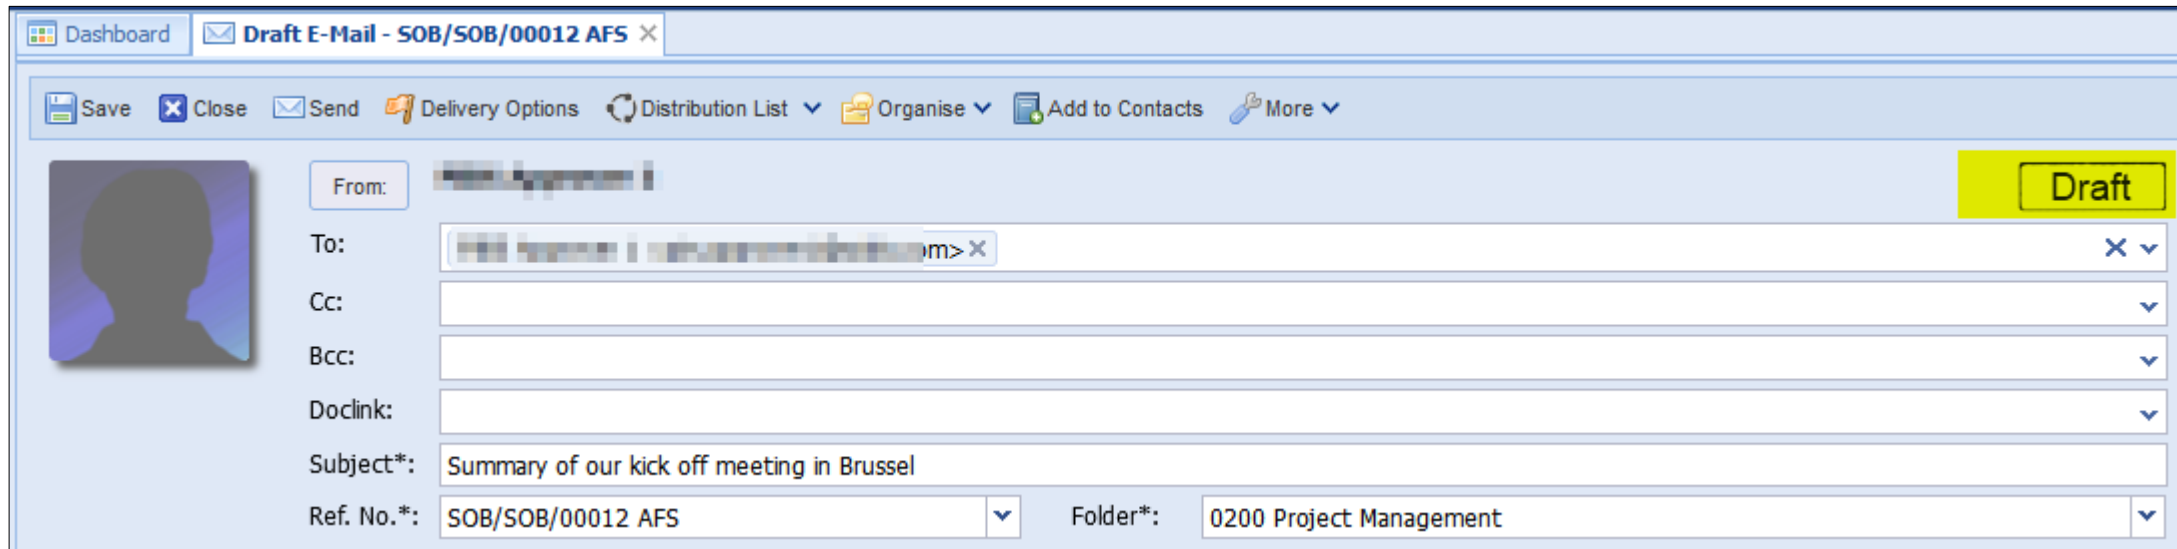 Dashboard Draft E-Mail - SOB/SOB/00012 AFS
Save Close Send Delivery Options Distribution List Organise Add to Contacts More
From:
Draft
To: om>
Cc:
Bcc:
Doclink:
Subject*: Summary of our kick off meeting in Brussel
Ref. No.*: SOB/SOB/00012 AFS Folder*: 0200 Project Management